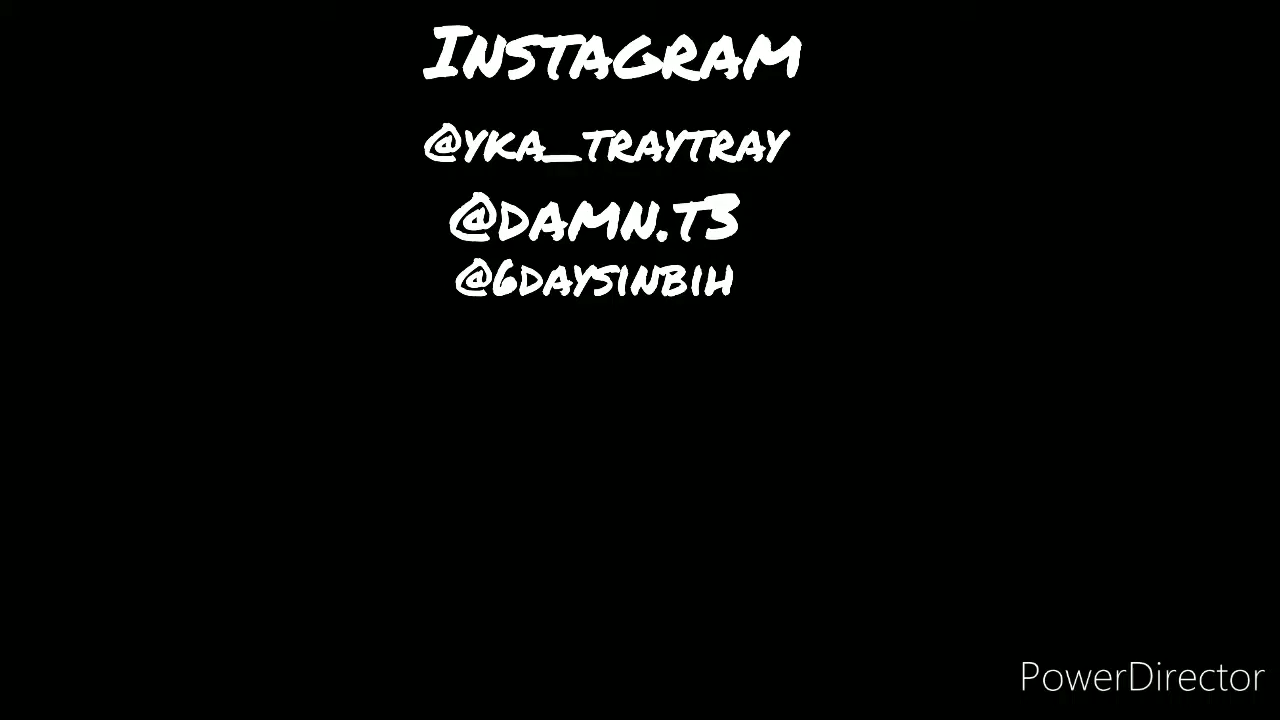 Instagram
@yka_traytray
@damn.t3
@6daysinbih
PowerDirector